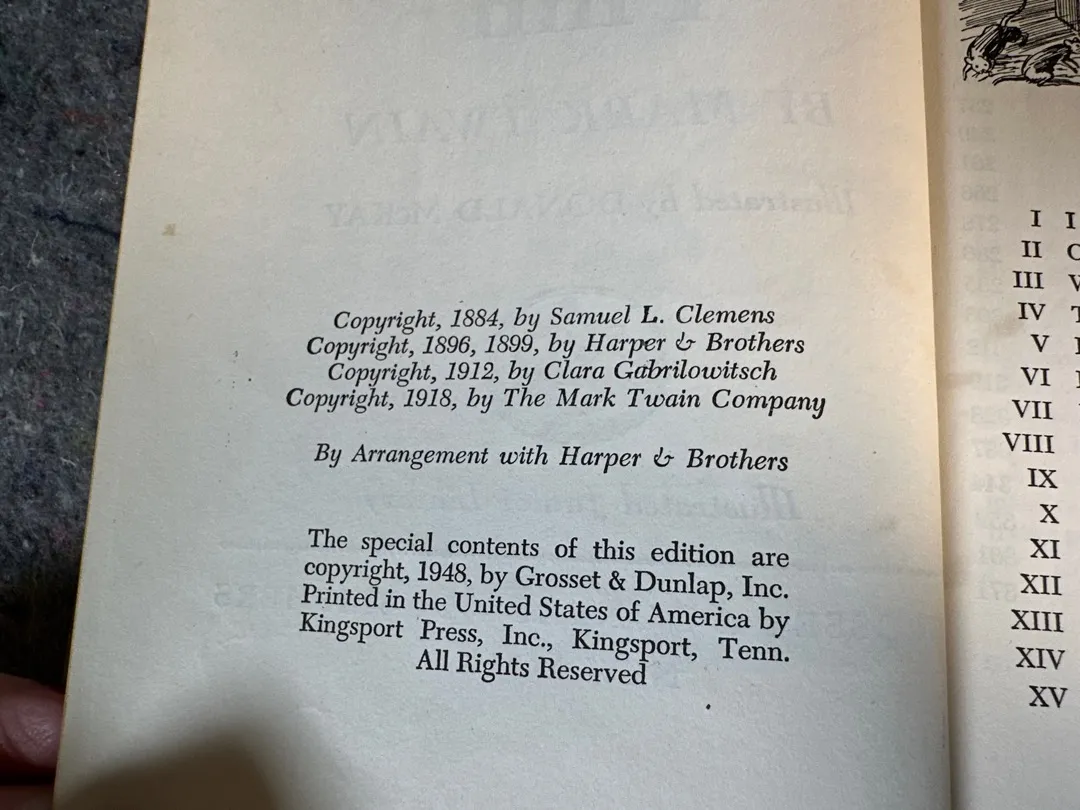 Copyright, 1884, by Samuel L. Clemens
Copyright, 1896, 1899, by Harper & Brothers
Copyright, 1912, by Clara Gabrilowitsch
Copyright, 1918, by The Mark Twain Company
By Arrangement with Harper & Brothers
The special contents of this edition are
copyright, 1948, by Grosset & Dunlap, Inc.
Printed in the United States of America by
Kingsport Press, Inc., Kingsport, Tenn.
All Rights Reserved
I I
II
III
IV
V
VI
VII
VIII
IX
X
XI
XII
XIII
XIV
XV